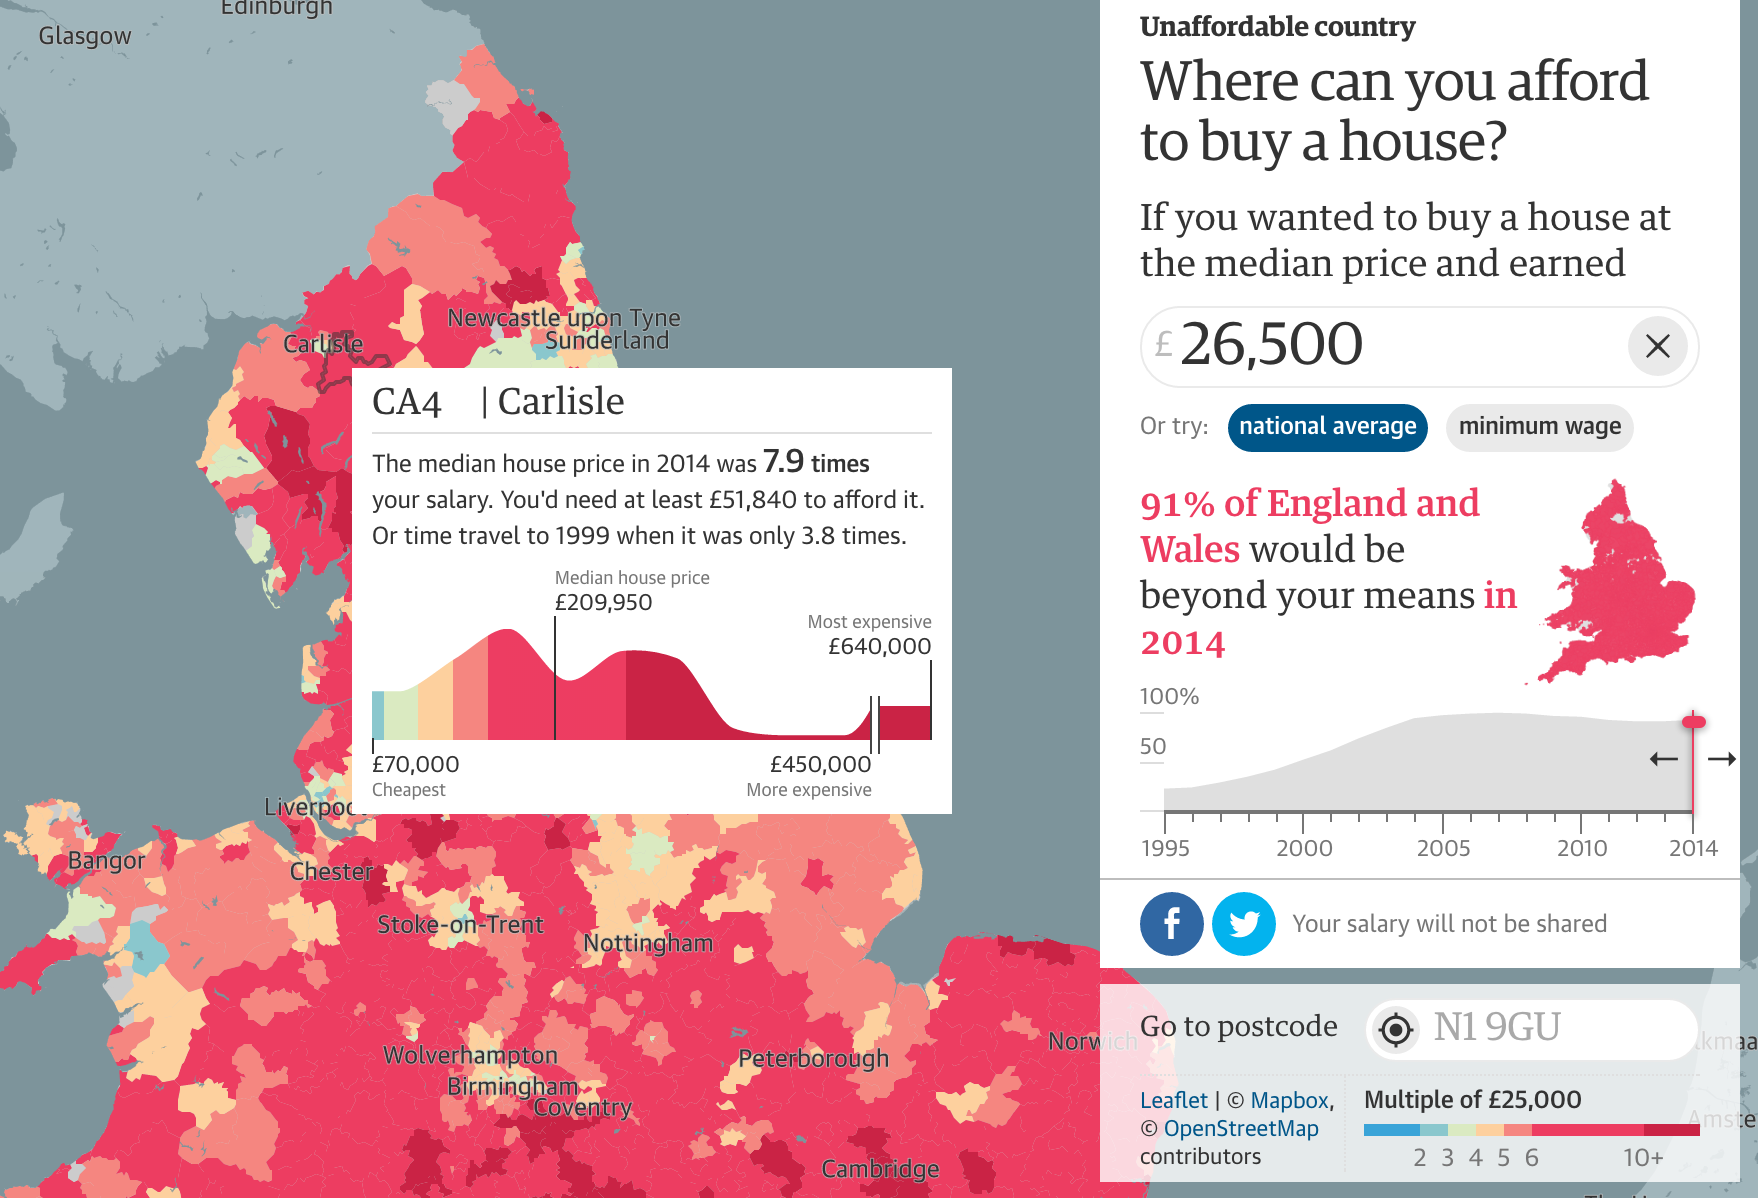 Edinburgh
Glasgow
Newcastle upon Tyne
Sunderland
Carlisle
CA4 | Carlisle
The median house price in 2014 was 7.9 times
your salary. You'd need at least £51,840 to afford it.
Or time travel to 1999 when it was only 3.8 times.
Median house price
£209,950
Most expensive
£640,000
£70,000
Cheapest
£450,000
More expensive
Liverpoo
Bangor
Chester
Stoke-on-Trent
Nottingham
Wolverhampton
Birmingham
Coventry
Peterborough
Cambridge
Norwich
Unaffordable country
Where can you afford
to buy a house?
If you wanted to buy a house at
the median price and earned
£ 26,500
Or try: national average minimum wage
91% of England and
Wales would be
beyond your means in
2014
100%
50
1995 2000 2005 2010 2014
Your salary will not be shared
Go to postcode N1 9GU
Leaflet | © Mapbox,
© OpenStreetMap
contributors
Multiple of £25,000
2 3 4 5 6 10+
lkmaa
Amste